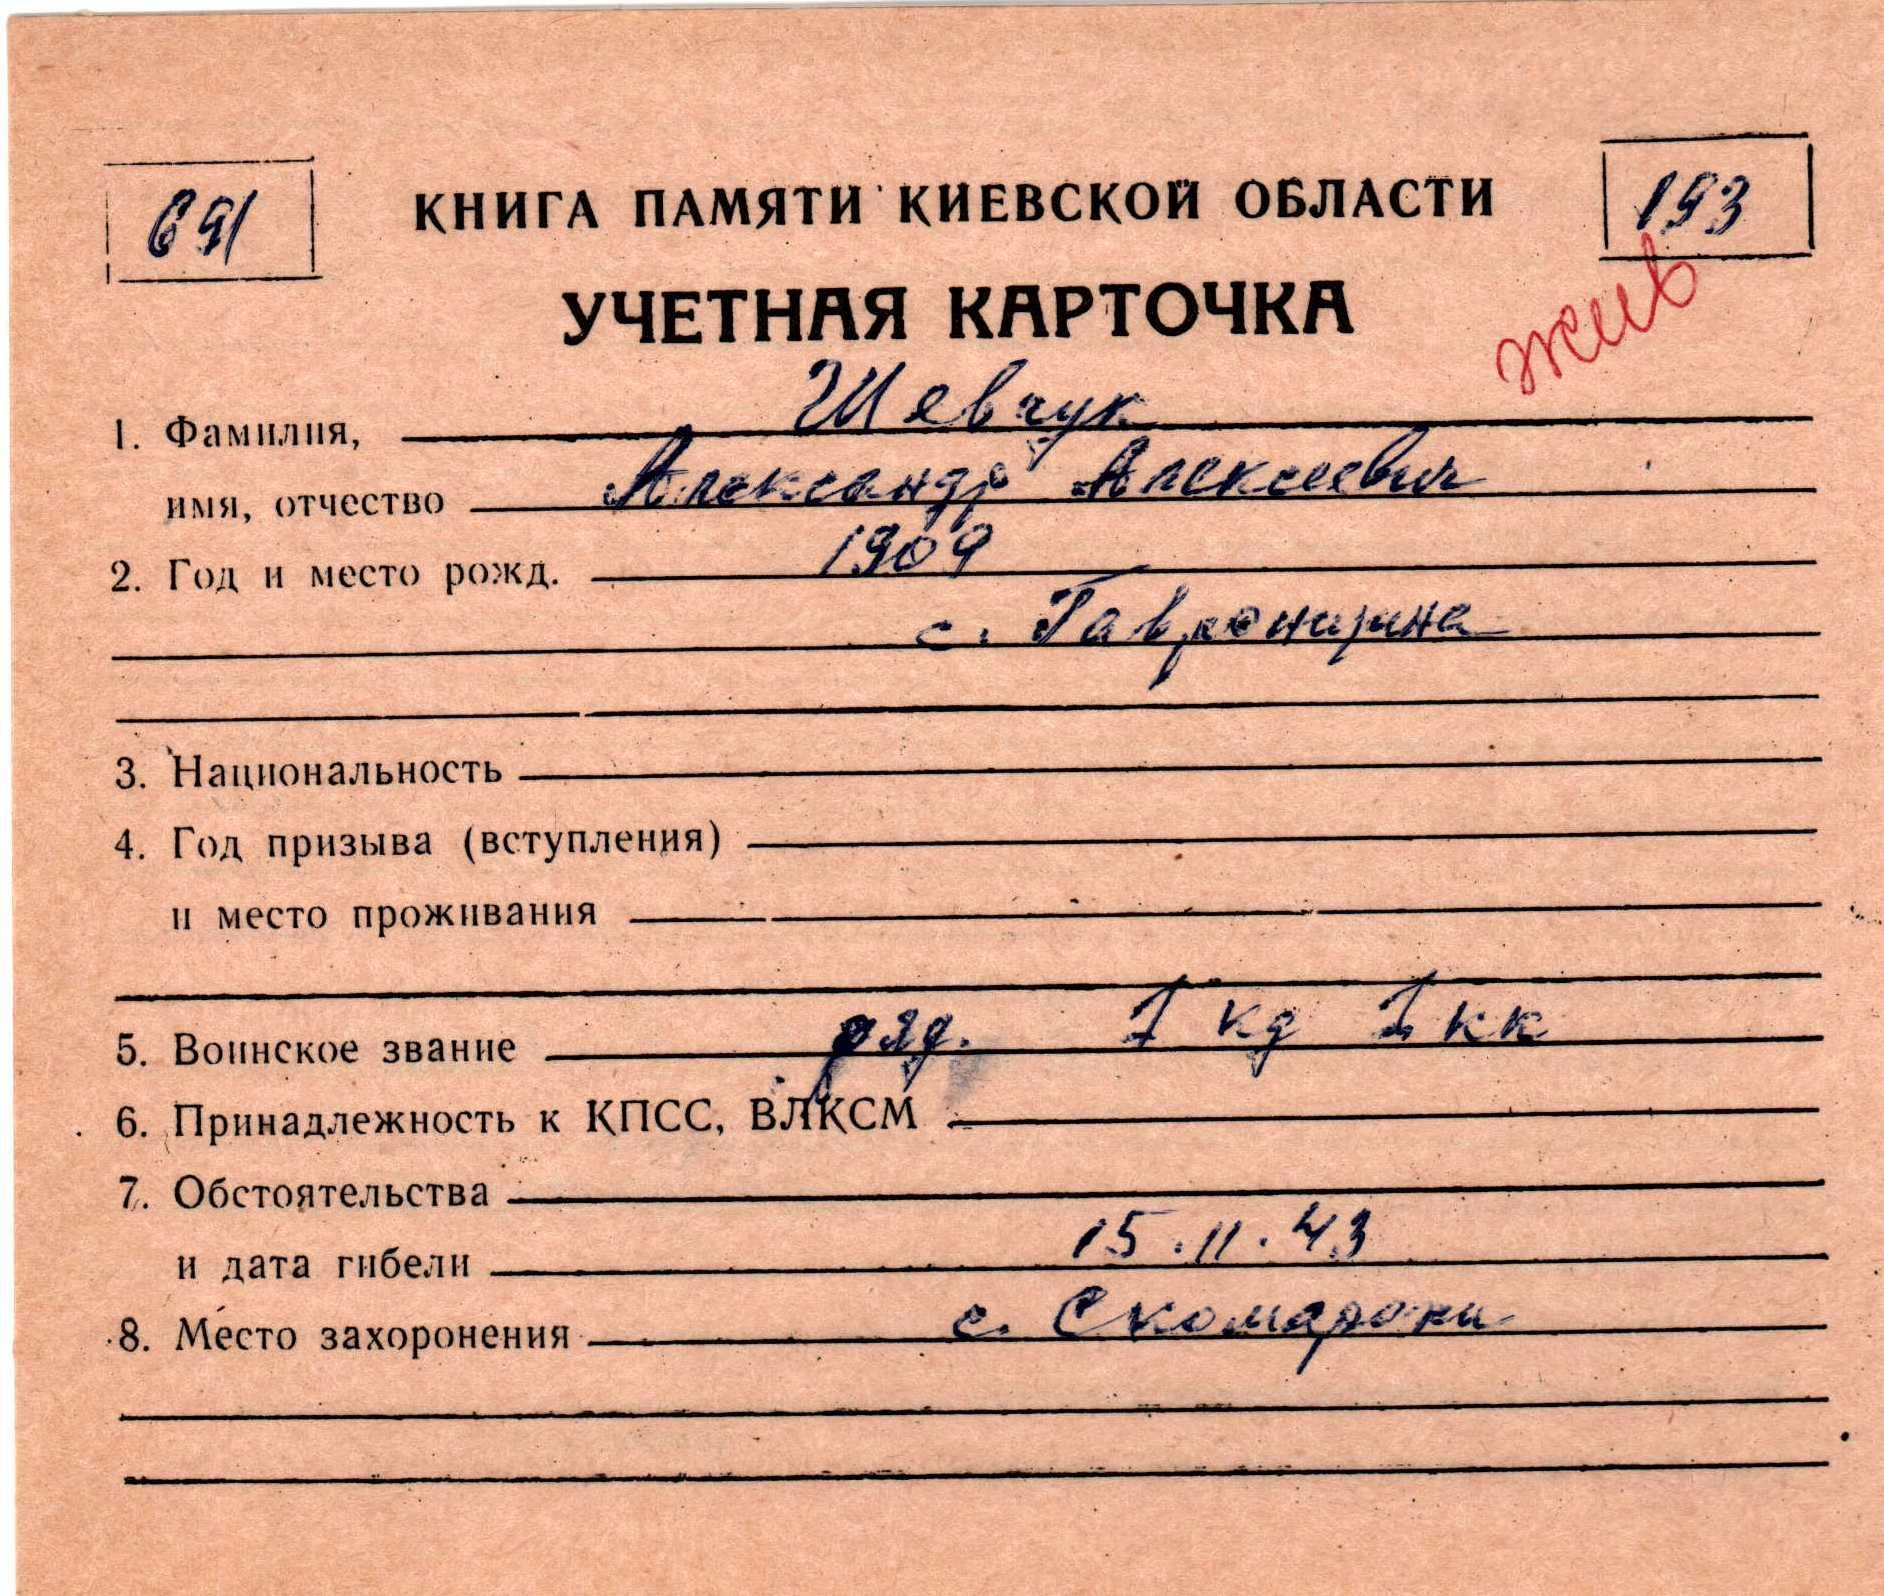 691
КНИГА ПАМЯТИ КИЕВСКОЙ ОБЛАСТИ
193
жив
УЧЕТНАЯ КАРТОЧКА
1. Фамилия, Шевчук
имя, отчество Александр Алексеевич
2. Год и место рожд. 1909
с. Гавронщина
3. Национальность
4. Год призыва (вступления)
и место проживания
5. Воинское звание ряд. 1 кд 1 кк
6. Принадлежность к КПСС, ВЛКСМ
7. Обстоятельства
и дата гибели 15.11.43
8. Место захоронения с. Скоморохи